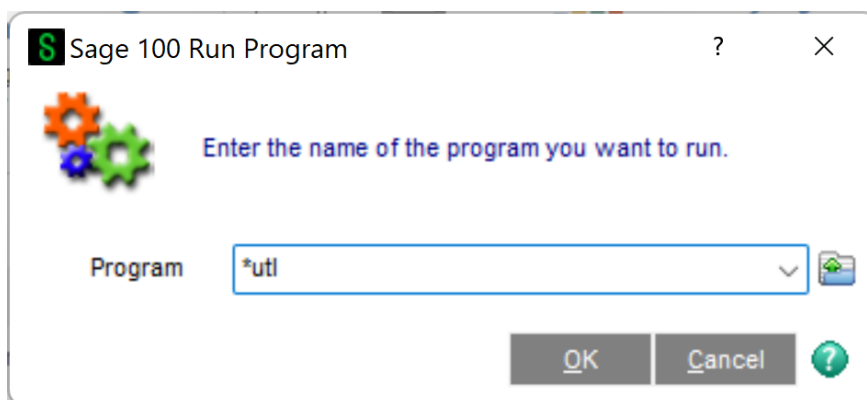 S Sage 100 Run Program ?
Enter the name of the program you want to run.
Program *utl
OK Cancel ?